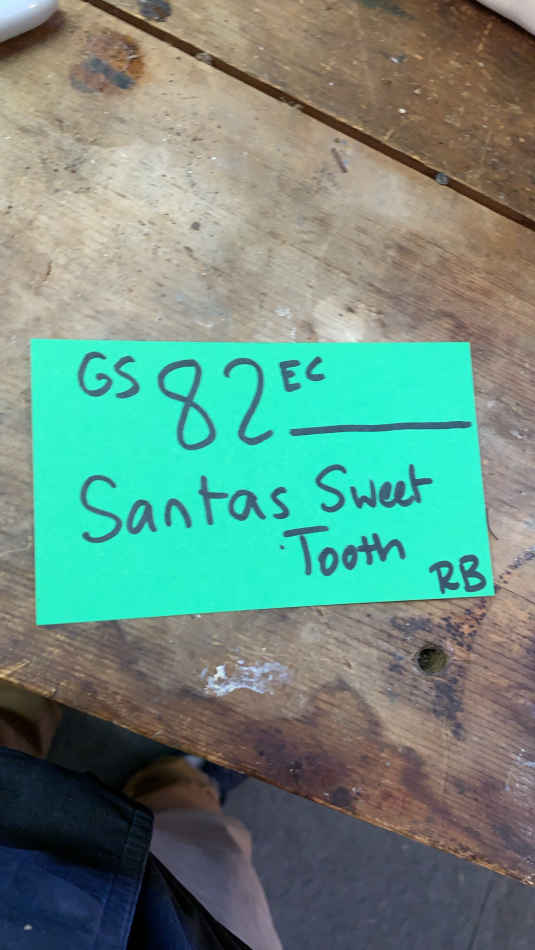 GS 82 EC
Santas Sweet
Tooth
RB